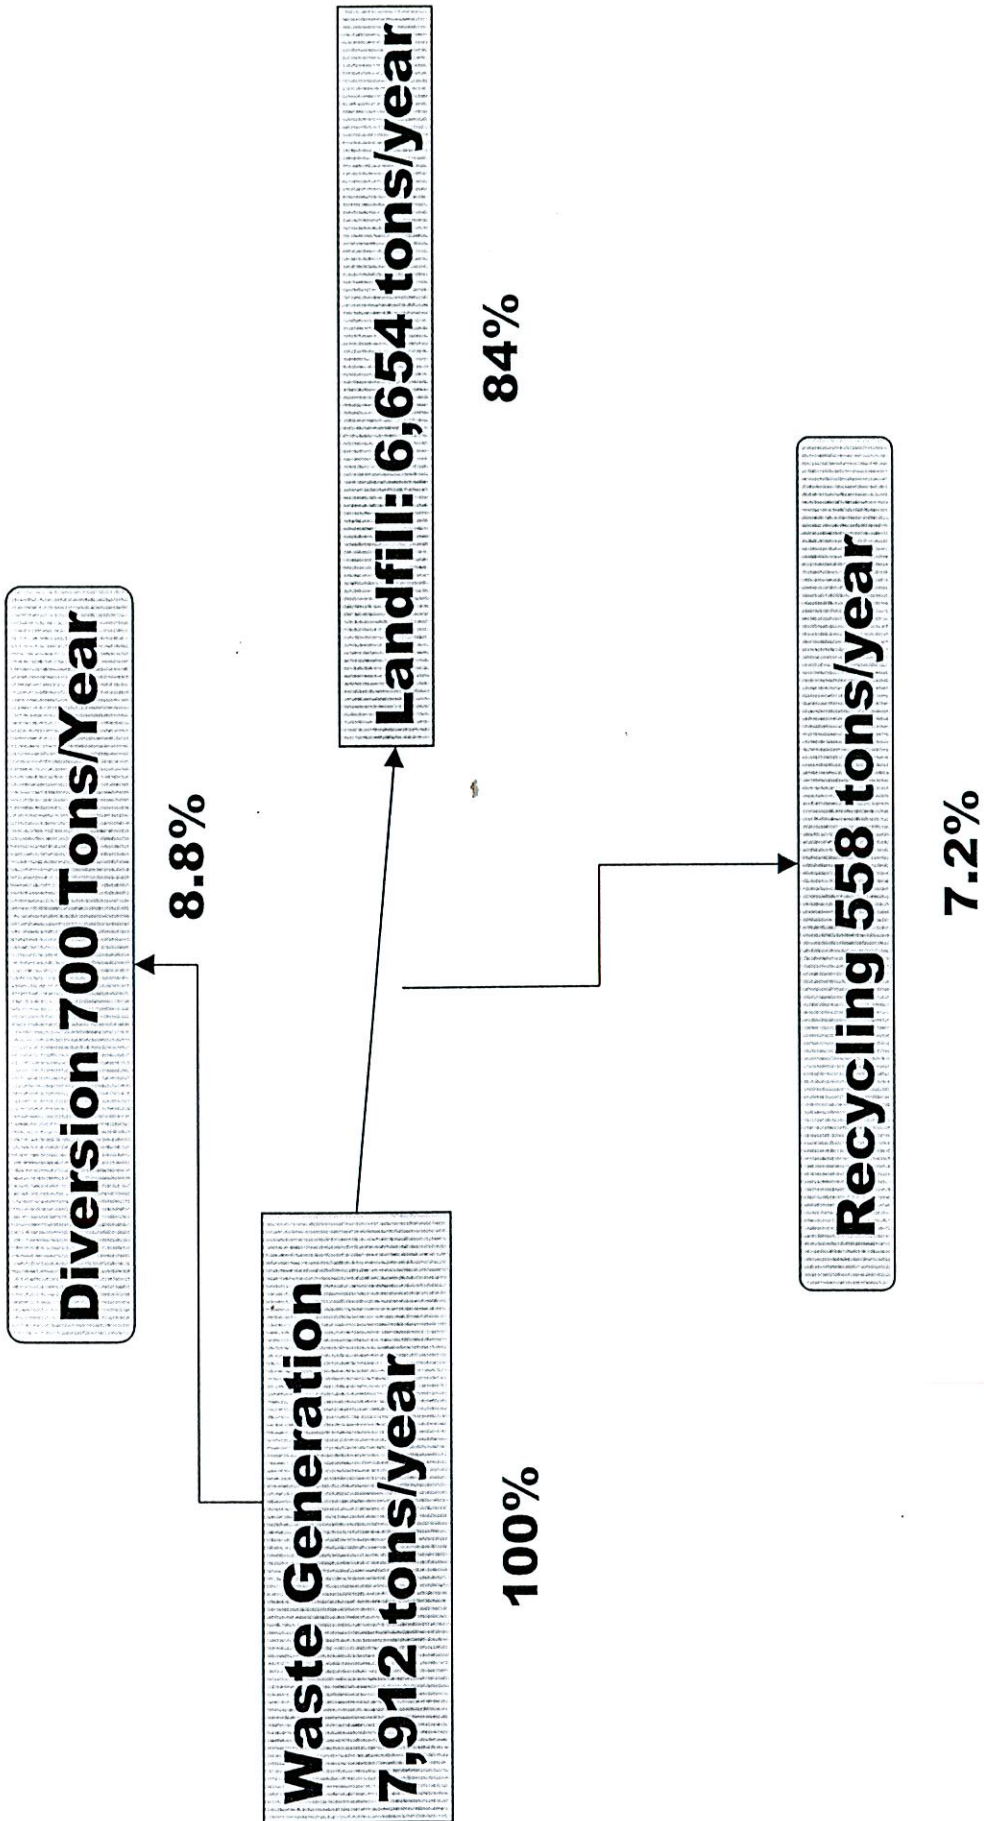 Diversion 700 Tons/Year
8.8%
Waste Generation
7,912 tons/year
100%
Landfill: 6,654 tons/year
84%
Recycling 558 tons/year
7.2%